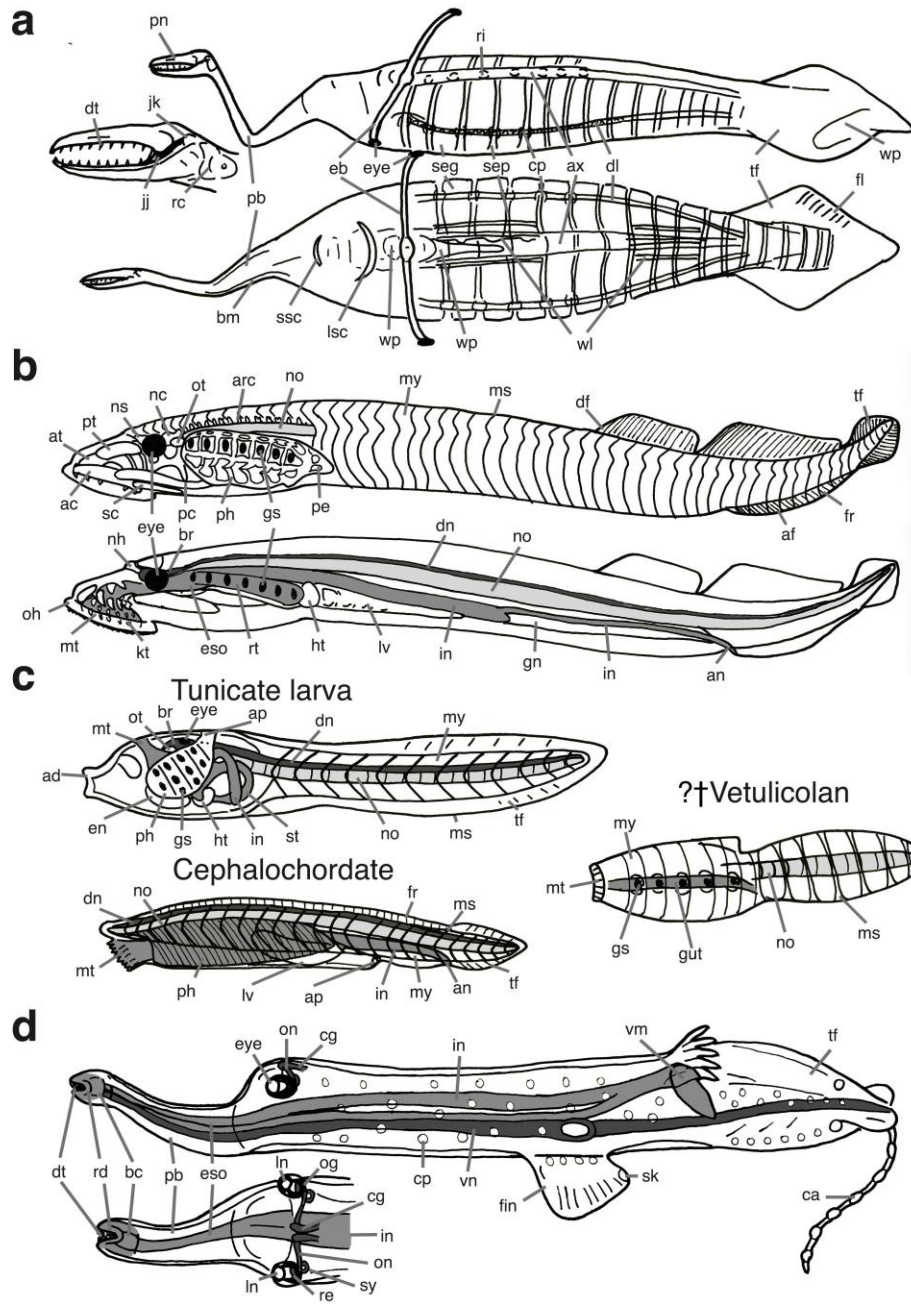 a
pn
ri
dt
jk
jj
rc
pb
eb
eye
seg
sep
cp
ax
dl
tf
wp
fl
pb
bm
ssc
lsc
wp
wp
wl
b
at
pt
ns
nc
ot
arc
no
my
ms
df
tf
ac
sc
eye
pc
ph
gs
pe
af
fr
nh
br
dn
no
oh
mt
kt
eso
rt
ht
lv
in
gn
in
an
c
Tunicate larva
mt
ot
br
eye
ap
dn
my
ad
en
ph
gs
ht
in
st
no
ms
tf
?†Vetulicolan
my
mt
gs
gut
no
ms
Cephalochordate
dn
no
fr
ms
mt
ph
lv
ap
in
my
an
tf
d
eye
on
cg
in
vm
tf
dt
rd
bc
pb
eso
cp
vn
fin
sk
ca
ln
og
cg
in
on
ln
re
sy